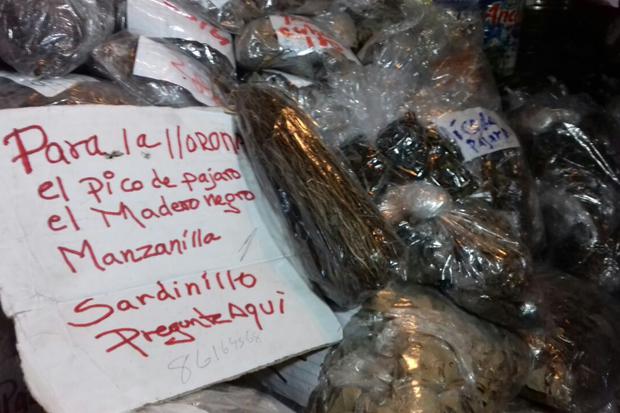 Para la llorona
el pico de pajaro
el Madero negro
Manzanilla
Sardinillo
Pregunte Aqui
pico de
pajaro